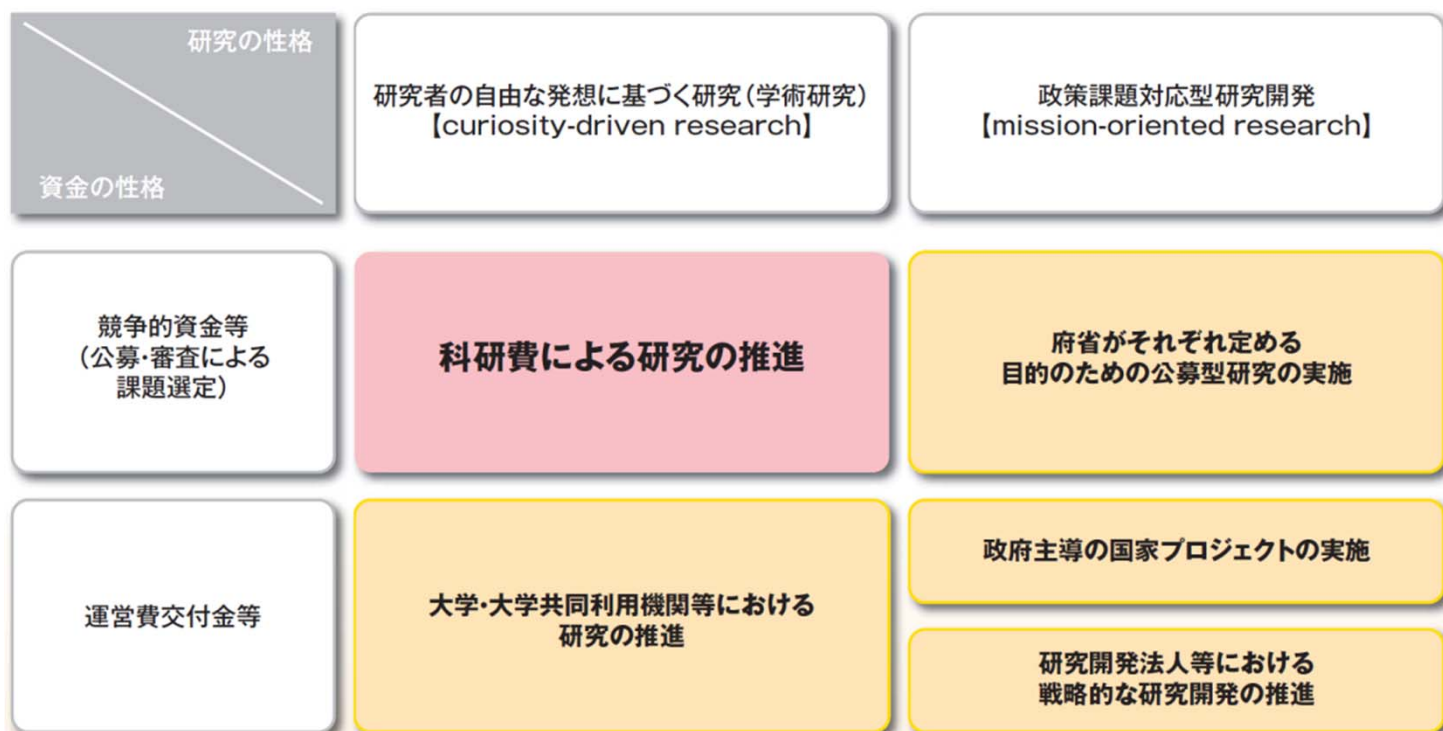 研究の性格
資金の性格
研究者の自由な発想に基づく研究(学術研究)
【curiosity-driven research】
政策課題対応型研究開発
【mission-oriented research】
競争的資金等
(公募・審査による
課題選定)
科研費による研究の推進
府省がそれぞれ定める
目的のための公募型研究の実施
運営費交付金等
大学・大学共同利用機関等における
研究の推進
政府主導の国家プロジェクトの実施
研究開発法人等における
戦略的な研究開発の推進